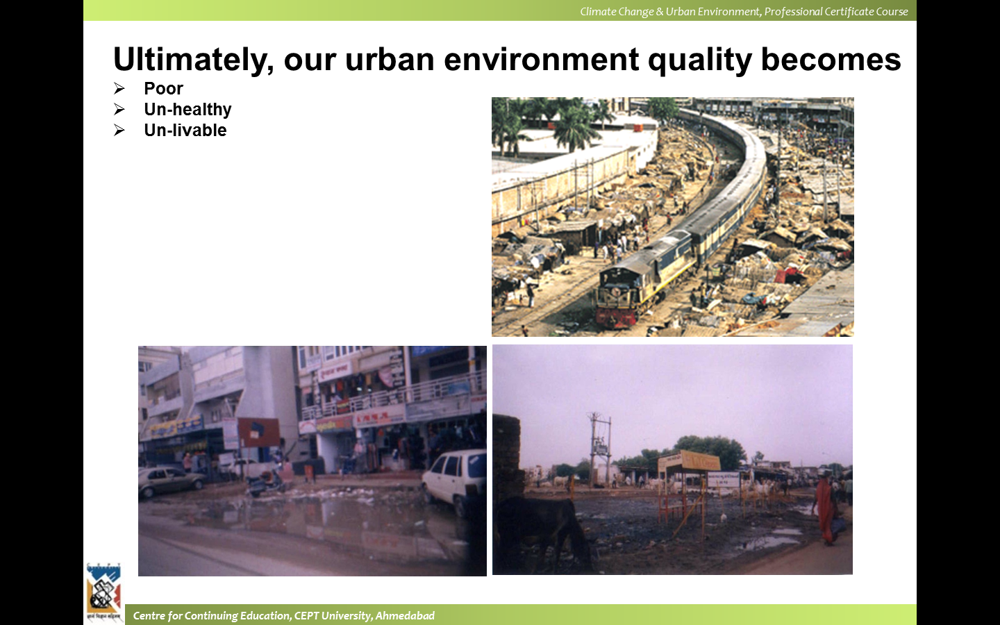 Climate Change & Urban Environment, Professional Certificate Course
Ultimately, our urban environment quality becomes
➢ Poor
➢ Un-healthy
➢ Un-livable
C E P T
Centre for Continuing Education, CEPT University, Ahmedabad